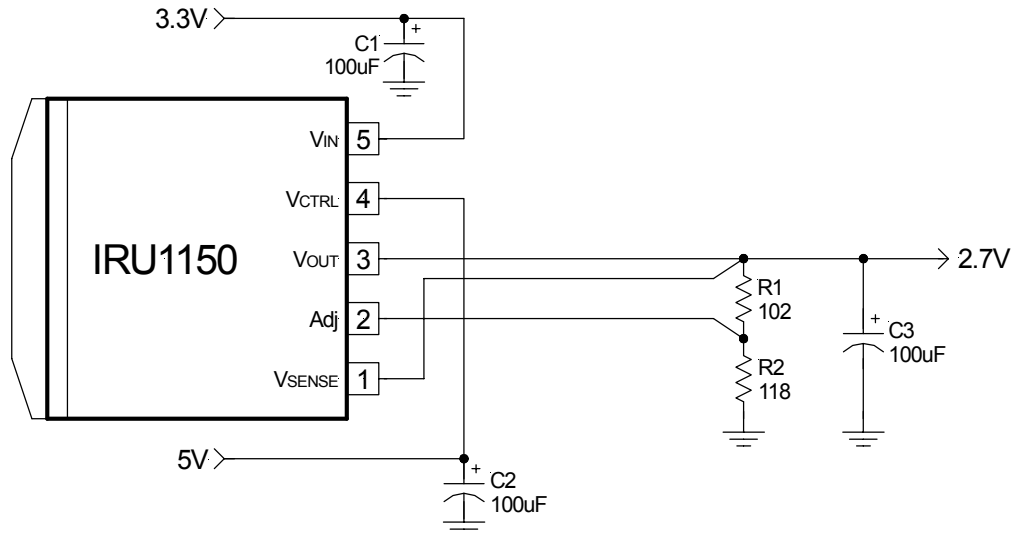 3.3V
C1
100uF
+
VIN 5
VCTRL 4
IRU1150
VOUT 3
2.7V
R1
102
Adj 2
+
C3
100uF
R2
118
VSENSE 1
5V
+
C2
100uF